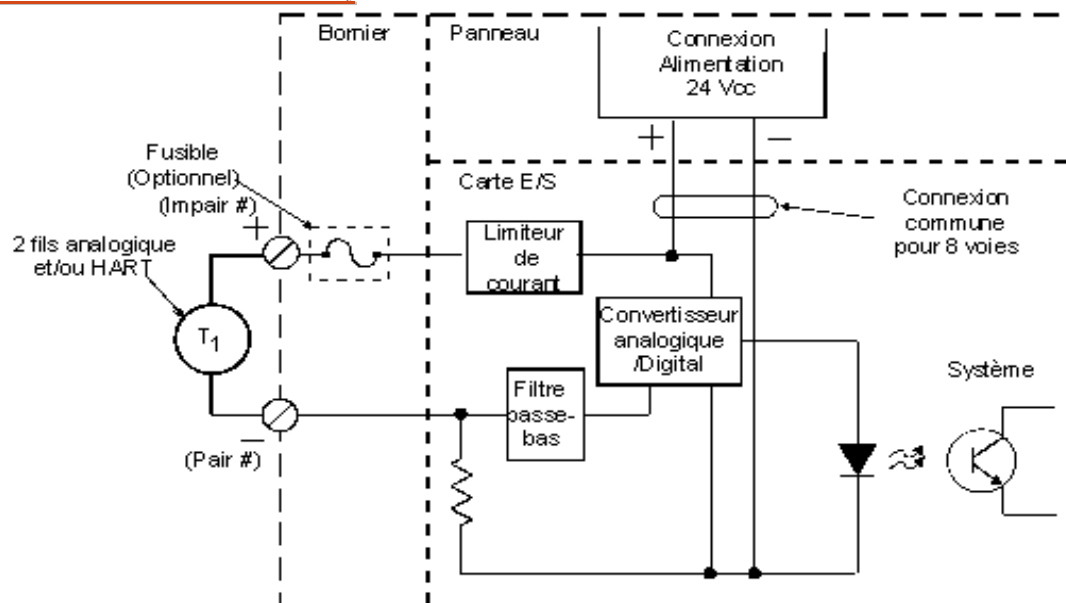 Bornier
Panneau
Connexion
Alimentation
24 Vcc
+
—
Fusible
(Optionnel)
(Impair #)
+
Carte E/S
Connexion
commune
pour 8 voies
2 fils analogique
et/ou HART
Limiteur
de
courant
T1
Convertisseur
analogique
/Digital
Système
Filtre
passe-
bas
—
(Pair #)